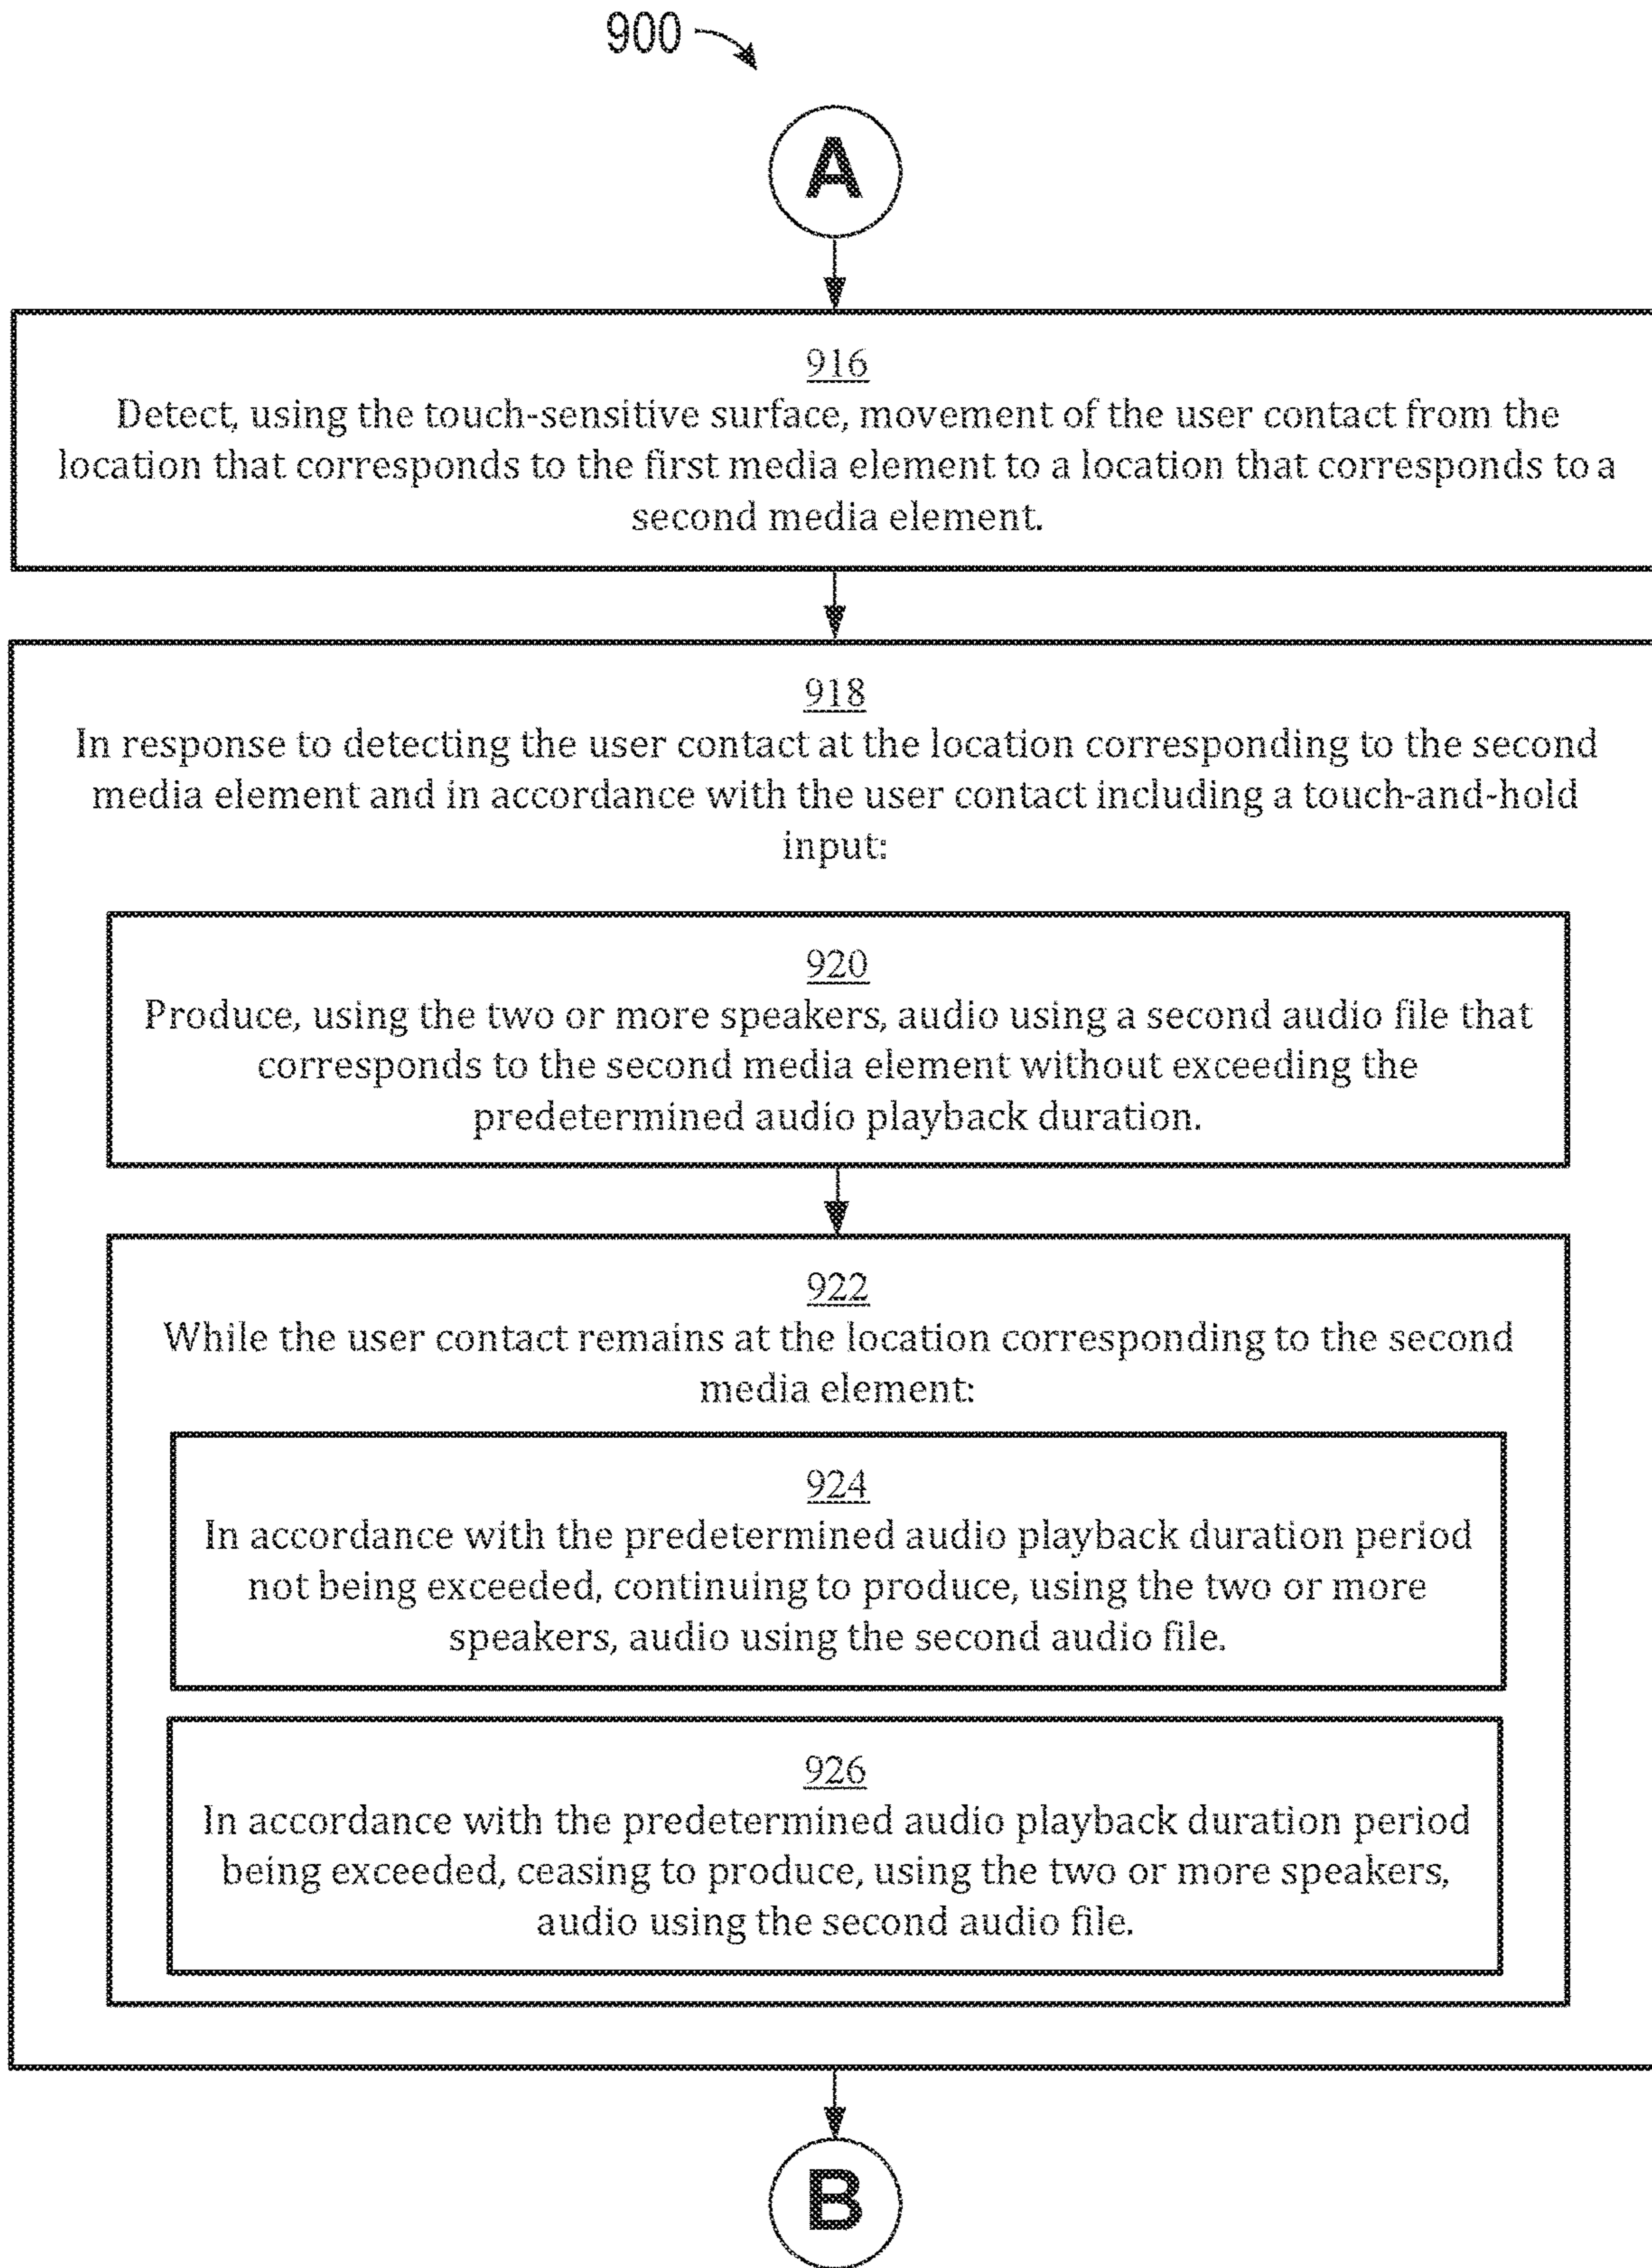 900
A
916
Detect, using the touch-sensitive surface, movement of the user contact from the
location that corresponds to the first media element to a location that corresponds to a
second media element.
918
In response to detecting the user contact at the location corresponding to the second
media element and in accordance with the user contact including a touch-and-hold
input:
920
Produce, using the two or more speakers, audio using a second audio file that
corresponds to the second media element without exceeding the
predetermined audio playback duration.
922
While the user contact remains at the location corresponding to the second
media element:
924
In accordance with the predetermined audio playback duration period
not being exceeded, continuing to produce, using the two or more
speakers, audio using the second audio file.
926
In accordance with the predetermined audio playback duration period
being exceeded, ceasing to produce, using the two or more speakers,
audio using the second audio file.
B